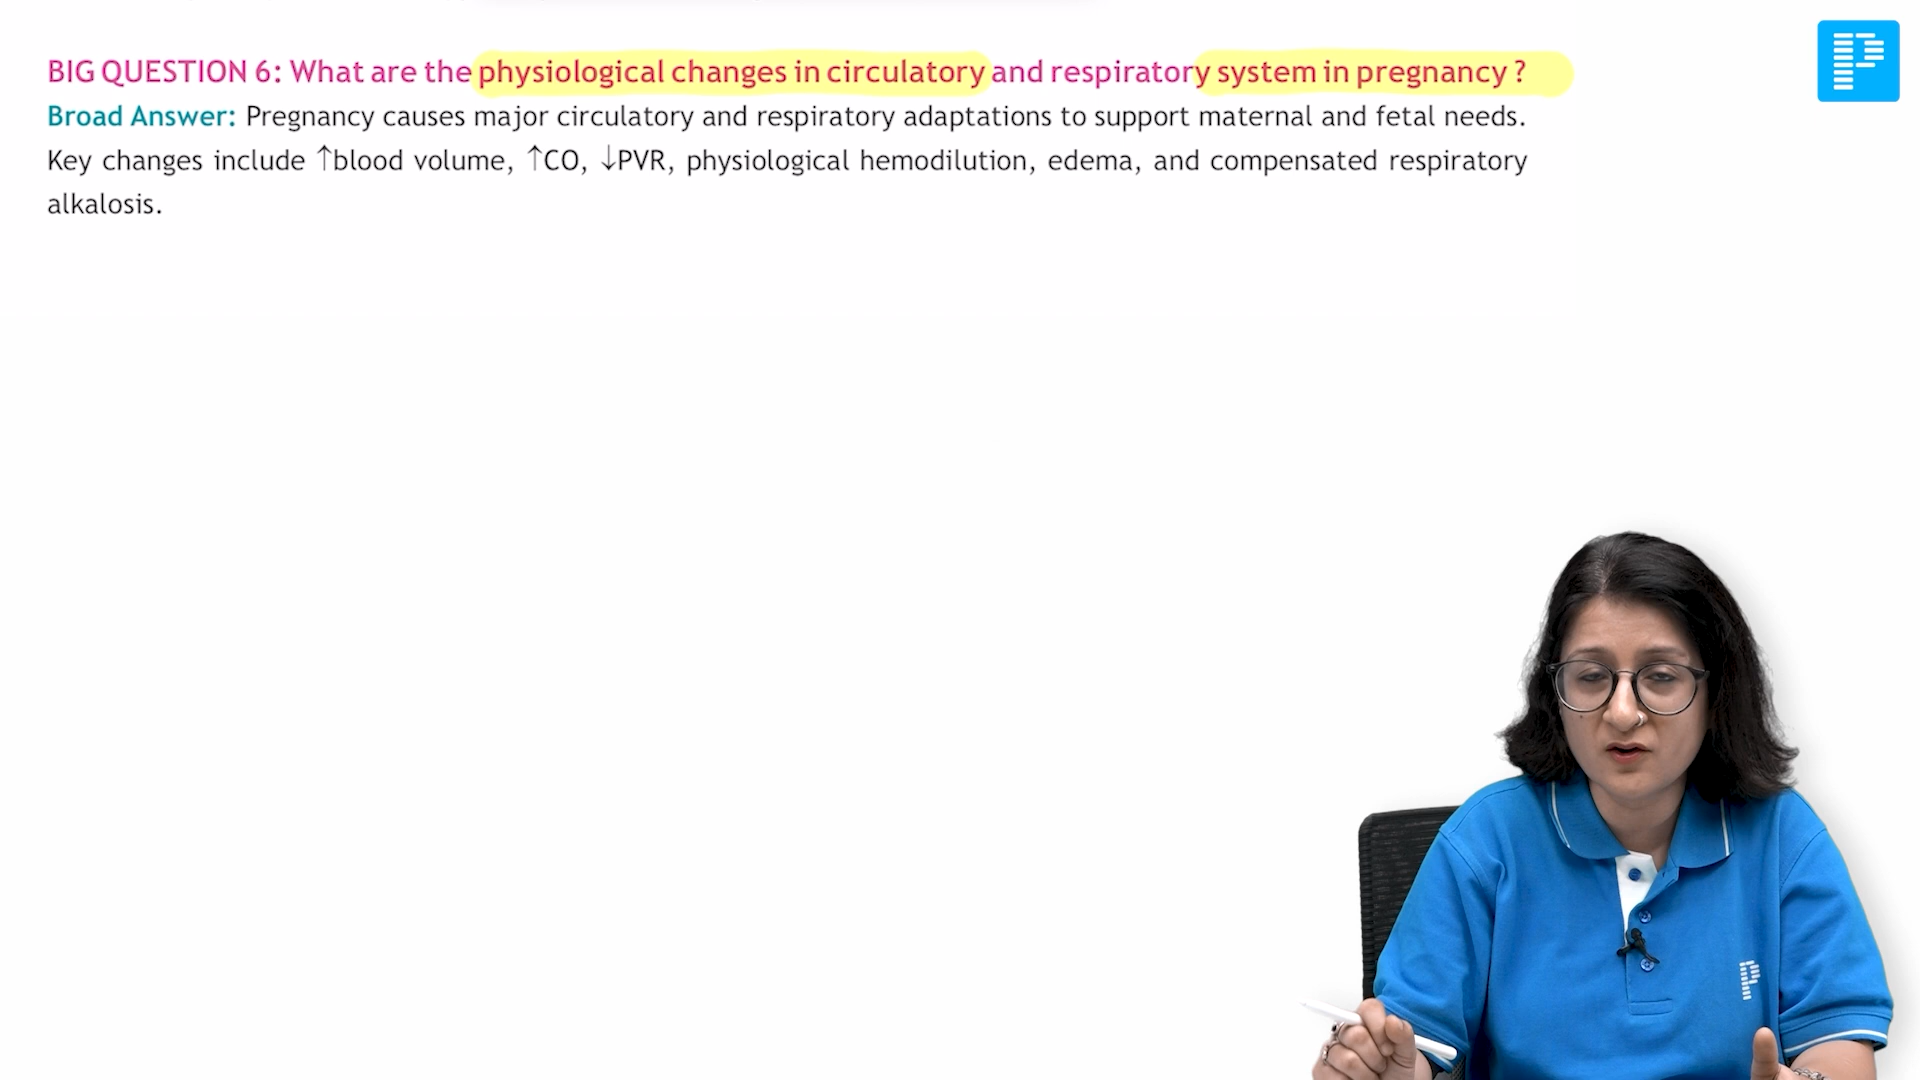 BIG QUESTION 6: What are the physiological changes in circulatory and respiratory system in pregnancy ?
Broad Answer: Pregnancy causes major circulatory and respiratory adaptations to support maternal and fetal needs.
Key changes include ↑blood volume, ↑CO, ↓PVR, physiological hemodilution, edema, and compensated respiratory
alkalosis.